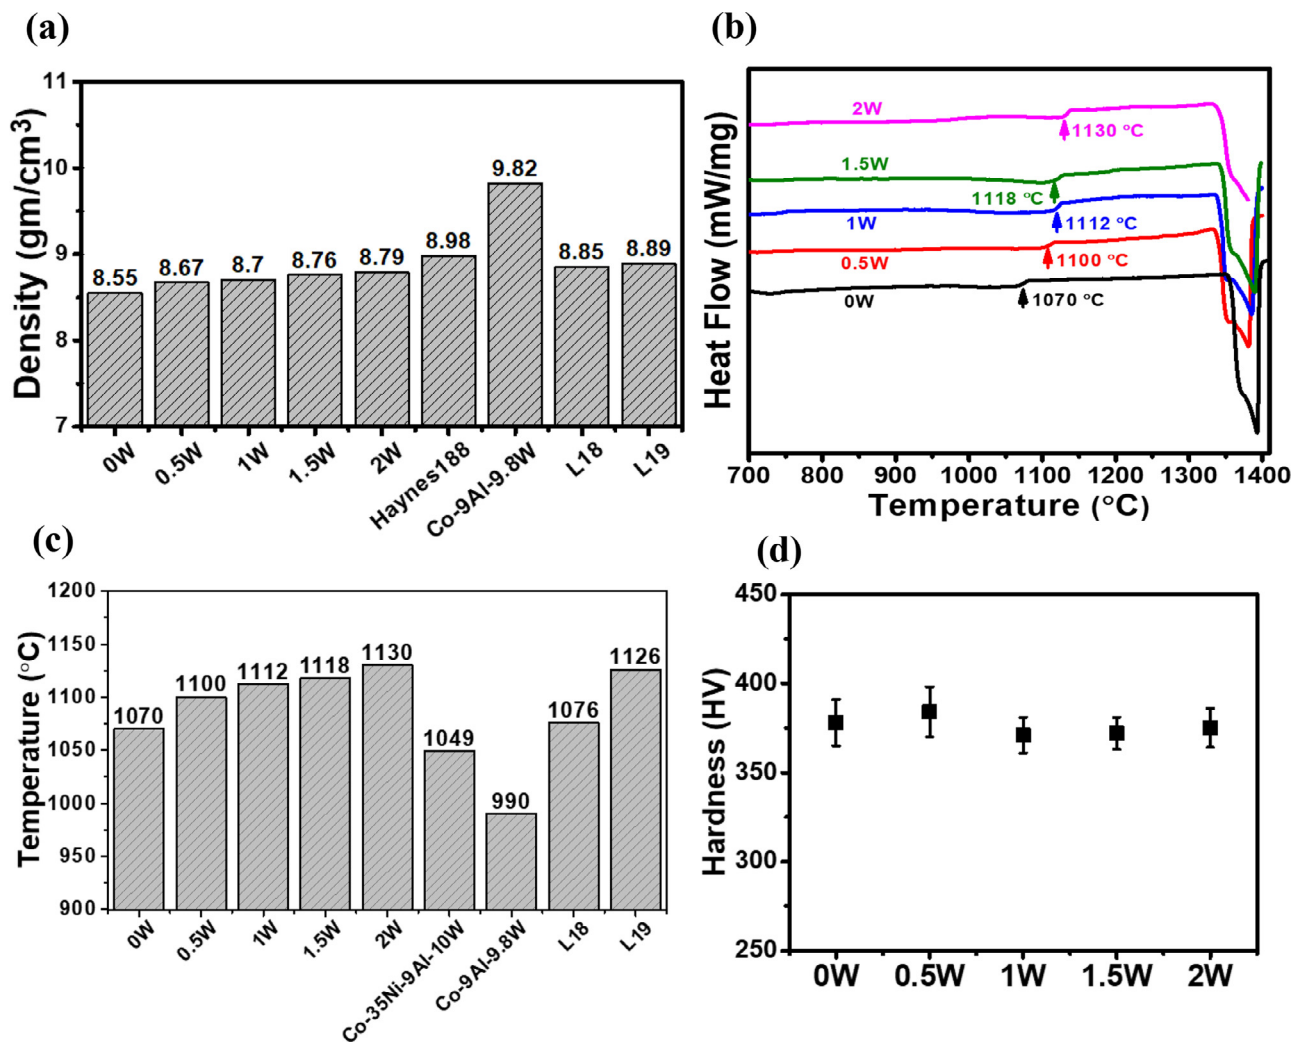 (a)
Density (gm/cm³)
11
10
9
8
7
8.55
8.67
8.7
8.76
8.79
8.98
9.82
8.85
8.89
0W
0.5W
1W
1.5W
2W
Haynes188
Co-9Al-9.8W
L18
L19
(b)
Heat Flow (mW/mg)
2W
1130 °C
1.5W
1118 °C
1W
1112 °C
0.5W
1100 °C
0W
1070 °C
700 800 900 1000 1100 1200 1300 1400
Temperature (°C)
(c)
Temperature (°C)
1200
1150
1100
1050
1000
950
900
1070
1100
1112
1118
1130
1049
990
1076
1126
0W
0.5W
1W
1.5W
2W
Co-35Ni-9Al-10W
Co-9Al-9.8W
L18
L19
(d)
Hardness (HV)
450
400
350
300
250
0W 0.5W 1W 1.5W 2W